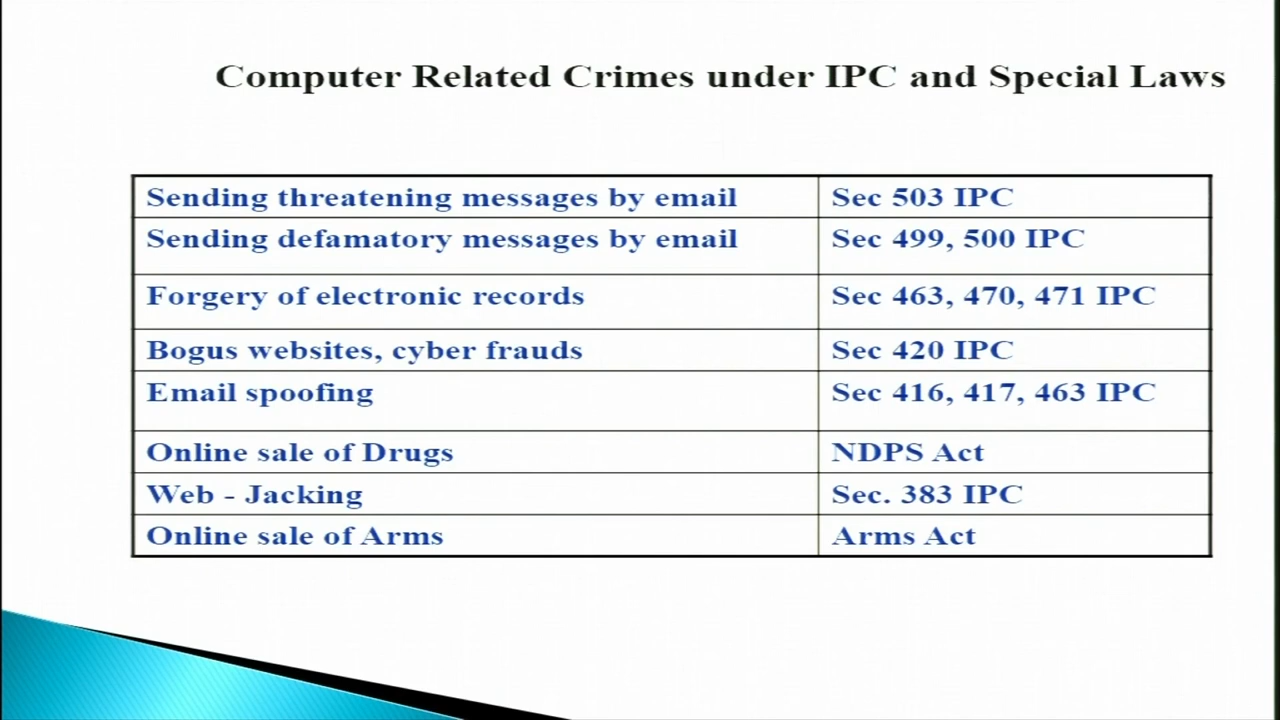 Computer Related Crimes under IPC and Special Laws
Sending threatening messages by email Sec 503 IPC
Sending defamatory messages by email Sec 499, 500 IPC
Forgery of electronic records Sec 463, 470, 471 IPC
Bogus websites, cyber frauds Sec 420 IPC
Email spoofing Sec 416, 417, 463 IPC
Online sale of Drugs NDPS Act
Web - Jacking Sec. 383 IPC
Online sale of Arms Arms Act